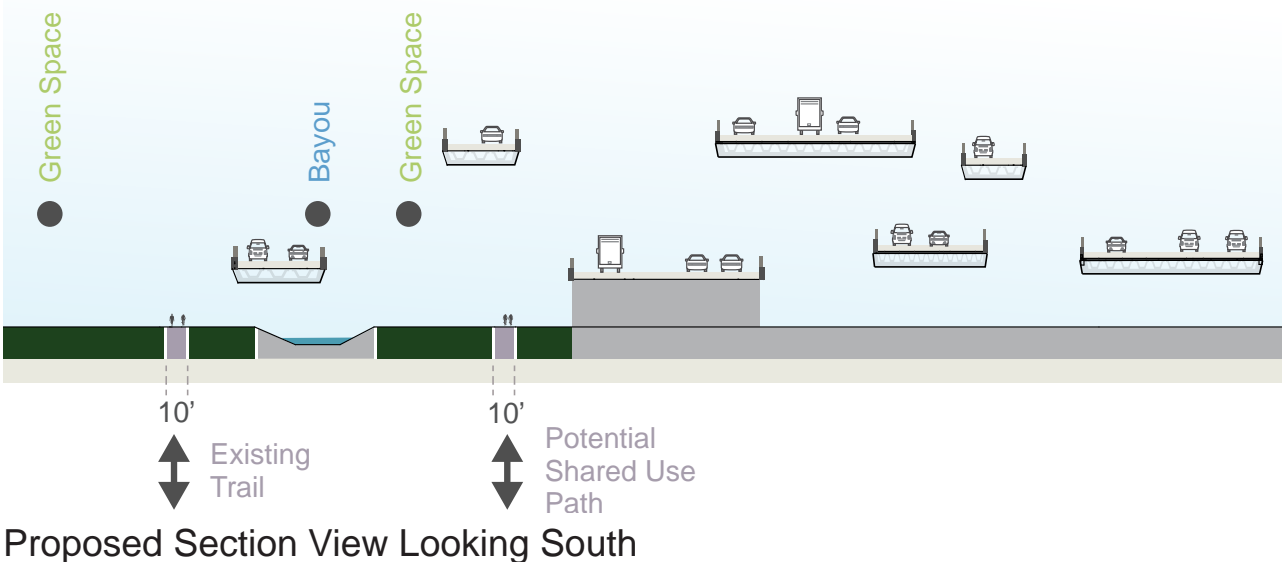 Green Space
Bayou
Green Space
10’
10’
Existing
Trail
Potential
Shared Use
Path
Proposed Section View Looking South